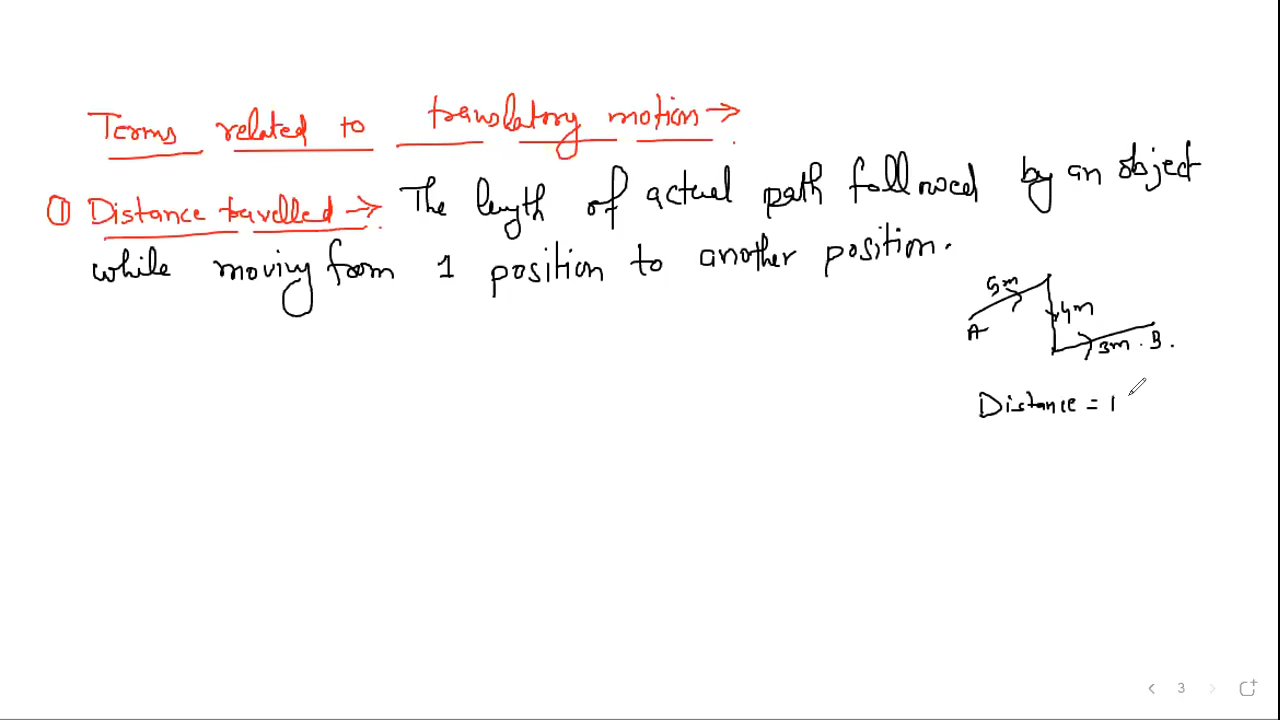 Terms related to translatory motion →
① Distance travelled → The length of actual path followed by an object
while moving from 1 position to another position.
5m
4m
A
3m . B.
Distance = 1
3